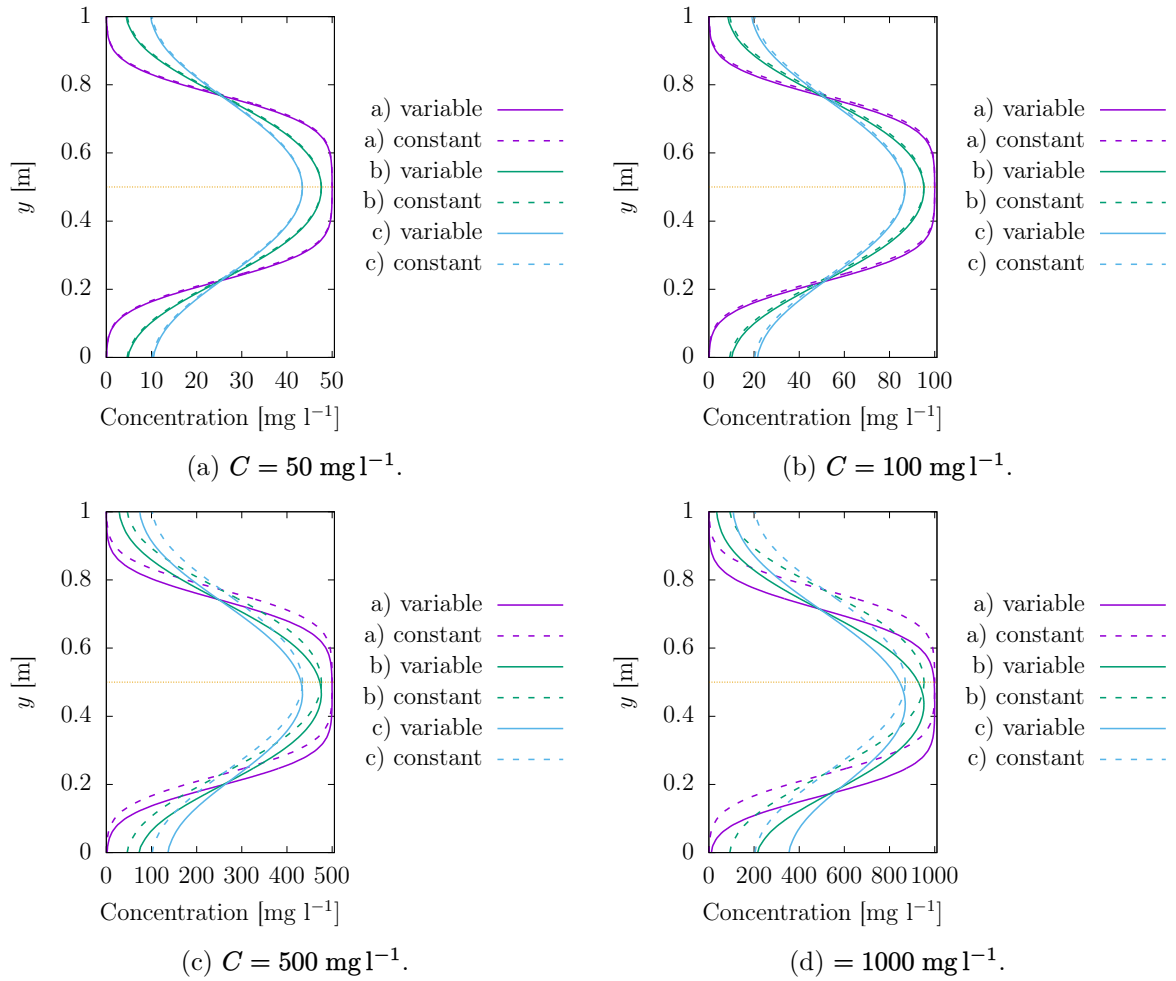 1
0.8
0.6
0.4
0.2
0
y [m]
0 10 20 30 40 50
Concentration [mg l⁻¹]
a) variable
a) constant
b) variable
b) constant
c) variable
c) constant
(a) C = 50 mg l⁻¹.
1
0.8
0.6
0.4
0.2
0
y [m]
0 20 40 60 80 100
Concentration [mg l⁻¹]
a) variable
a) constant
b) variable
b) constant
c) variable
c) constant
(b) C = 100 mg l⁻¹.
1
0.8
0.6
0.4
0.2
0
y [m]
0 100 200 300 400 500
Concentration [mg l⁻¹]
a) variable
a) constant
b) variable
b) constant
c) variable
c) constant
(c) C = 500 mg l⁻¹.
1
0.8
0.6
0.4
0.2
0
y [m]
0 200 400 600 800 1000
Concentration [mg l⁻¹]
a) variable
a) constant
b) variable
b) constant
c) variable
c) constant
(d) = 1000 mg l⁻¹.